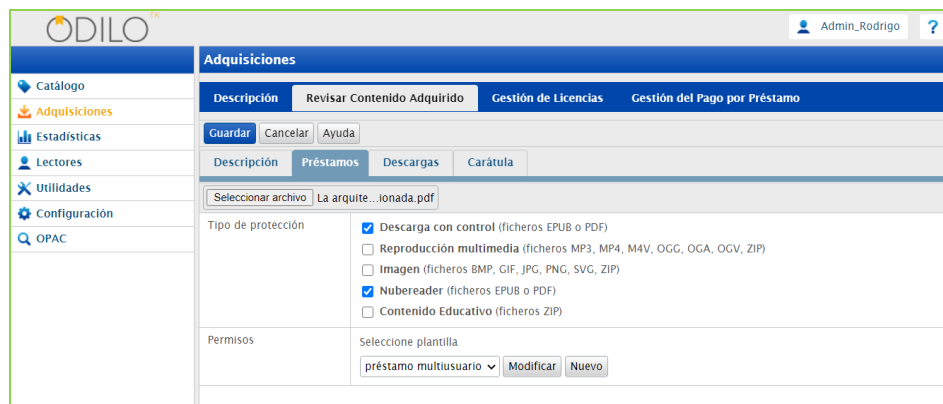 ODILO TK
Admin_Rodrigo ?
Adquisiciones
Catálogo
Adquisiciones
Estadísticas
Lectores
Utilidades
Configuración
OPAC
Descripción Revisar Contenido Adquirido Gestión de Licencias Gestión del Pago por Préstamo
Guardar Cancelar Ayuda
Descripción Préstamos Descargas Carátula
Seleccionar archivo La arquite...ionada.pdf
Tipo de protección
Descarga con control (ficheros EPUB o PDF)
Reproducción multimedia (ficheros MP3, MP4, M4V, OGG, OGA, OGV, ZIP)
Imagen (ficheros BMP, GIF, JPG, PNG, SVG, ZIP)
Nubereader (ficheros EPUB o PDF)
Contenido Educativo (ficheros ZIP)
Permisos
Seleccione plantilla
préstamo multiusuario Modificar Nuevo